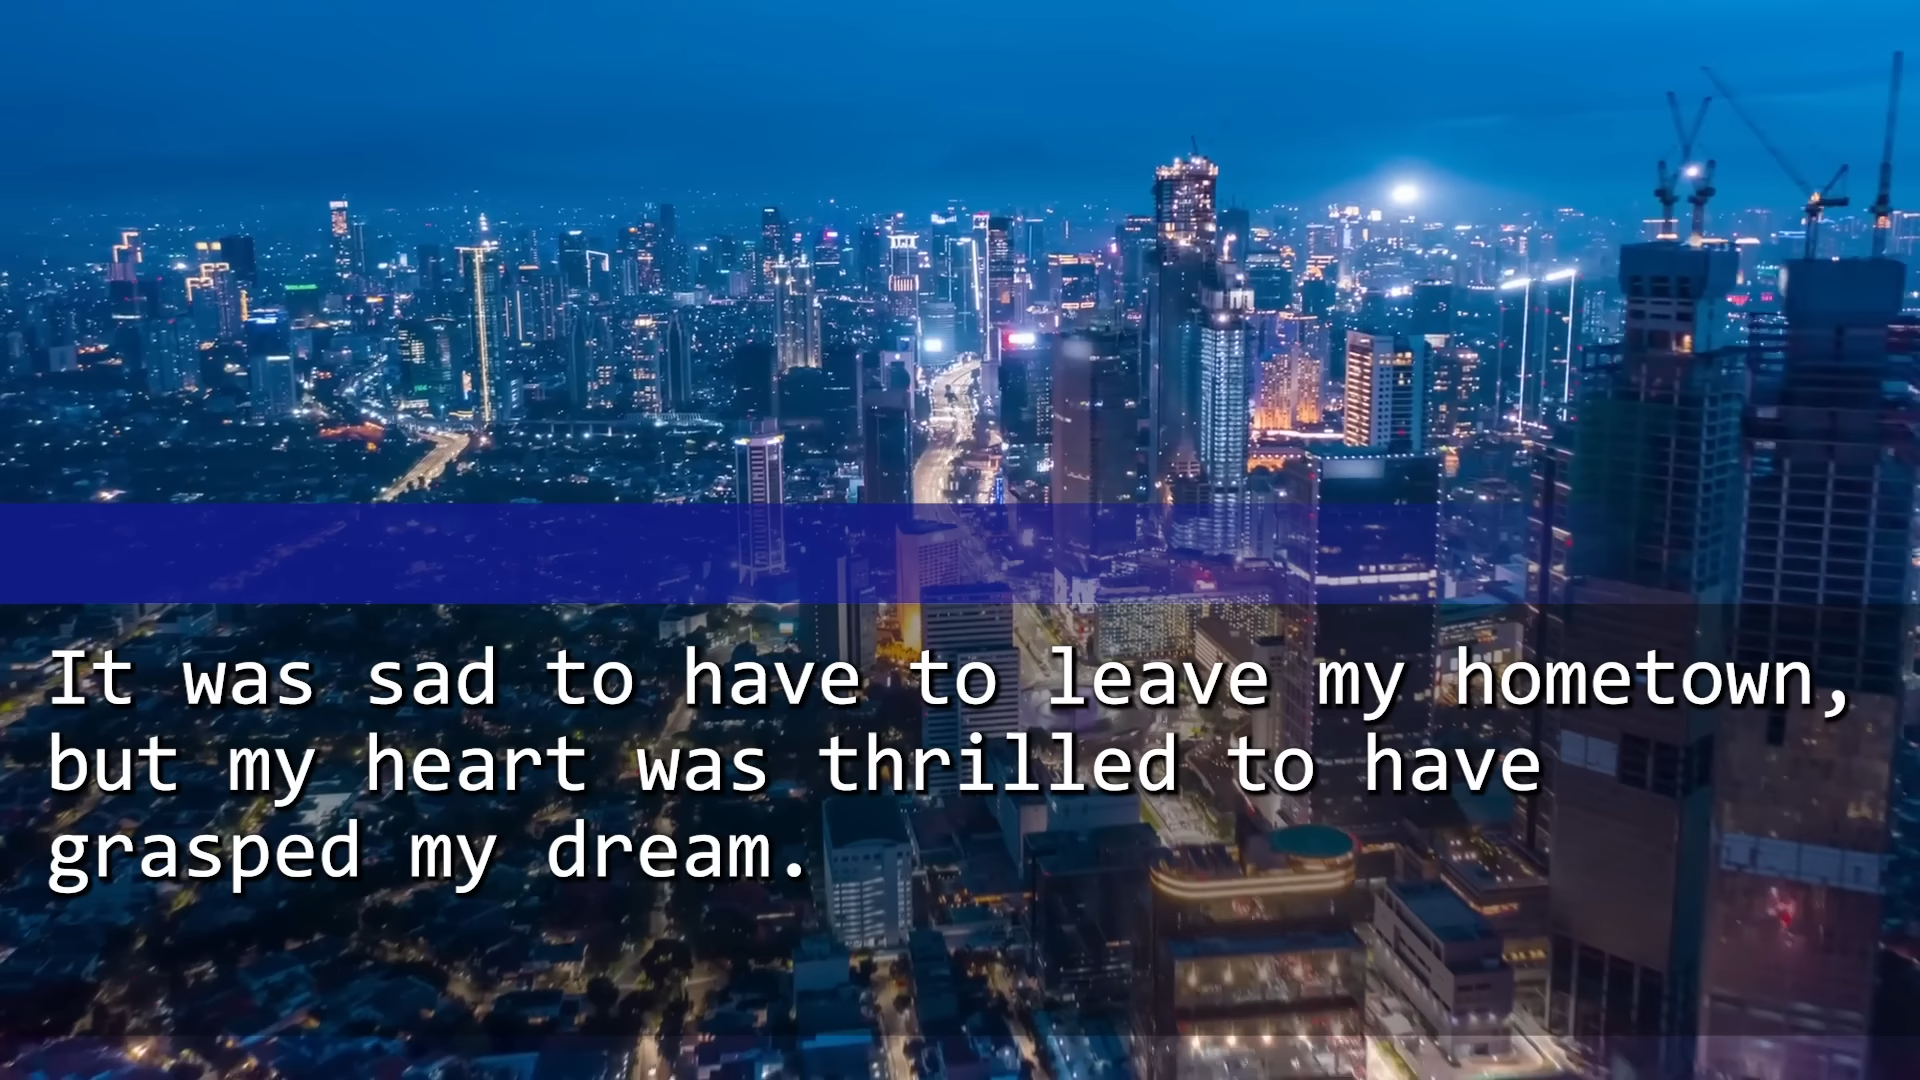 It was sad to have to leave my hometown,
but my heart was thrilled to have
grasped my dream.